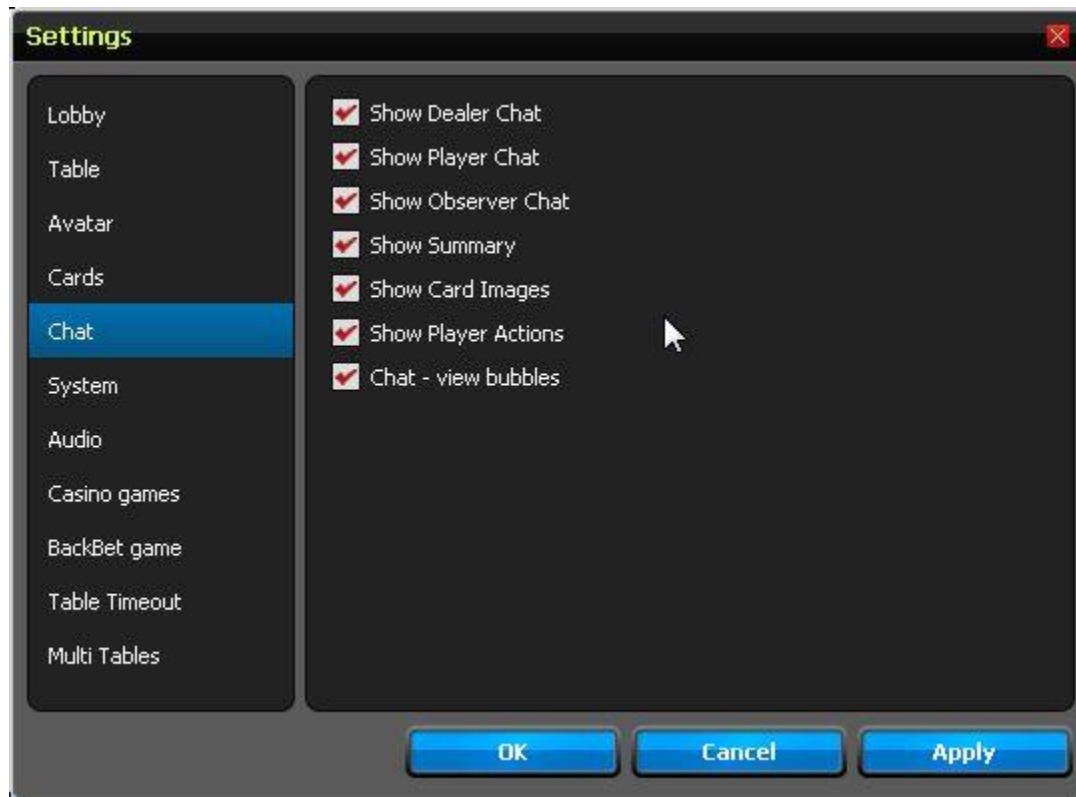 Settings
Lobby
Table
Avatar
Cards
Chat
System
Audio
Casino games
BackBet game
Table Timeout
Multi Tables
Show Dealer Chat
Show Player Chat
Show Observer Chat
Show Summary
Show Card Images
Show Player Actions
Chat - view bubbles
OK
Cancel
Apply